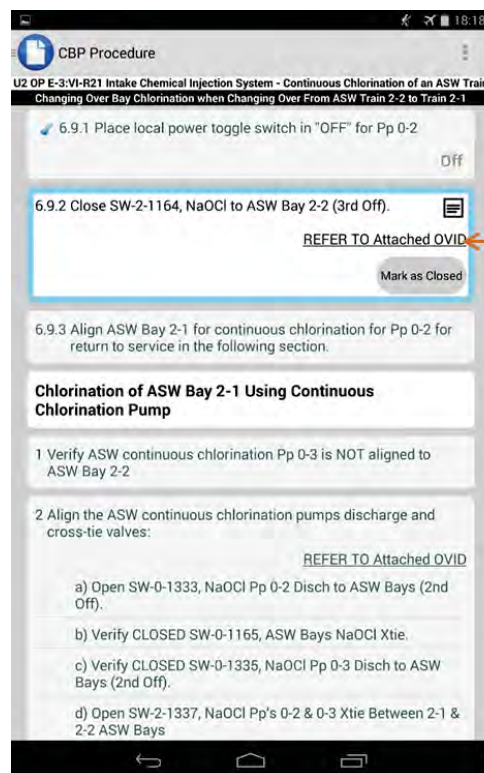 18:18
CBP Procedure
U2 OP E-3:VI-R21 Intake Chemical Injection System - Continuous Chlorination of an ASW Train
Changing Over Bay Chlorination when Changing Over From ASW Train 2-2 to Train 2-1
6.9.1 Place local power toggle switch in "OFF" for Pp 0-2
Off
6.9.2 Close SW-2-1164, NaOCl to ASW Bay 2-2 (3rd Off).
REFER TO Attached OVID
Mark as Closed
6.9.3 Align ASW Bay 2-1 for continuous chlorination for Pp 0-2 for
return to service in the following section.
Chlorination of ASW Bay 2-1 Using Continuous
Chlorination Pump
1 Verify ASW continuous chlorination Pp 0-3 is NOT aligned to
ASW Bay 2-2
2 Align the ASW continuous chlorination pumps discharge and
cross-tie valves:
REFER TO Attached OVID
a) Open SW-0-1333, NaOCl Pp 0-2 Disch to ASW Bays (2nd
Off).
b) Verify CLOSED SW-0-1165, ASW Bays NaOCl Xtie.
c) Verify CLOSED SW-0-1335, NaOCl Pp 0-3 Disch to ASW
Bays (2nd Off).
d) Open SW-2-1337, NaOCl Pp's 0-2 & 0-3 Xtie Between 2-1 &
2-2 ASW Bays